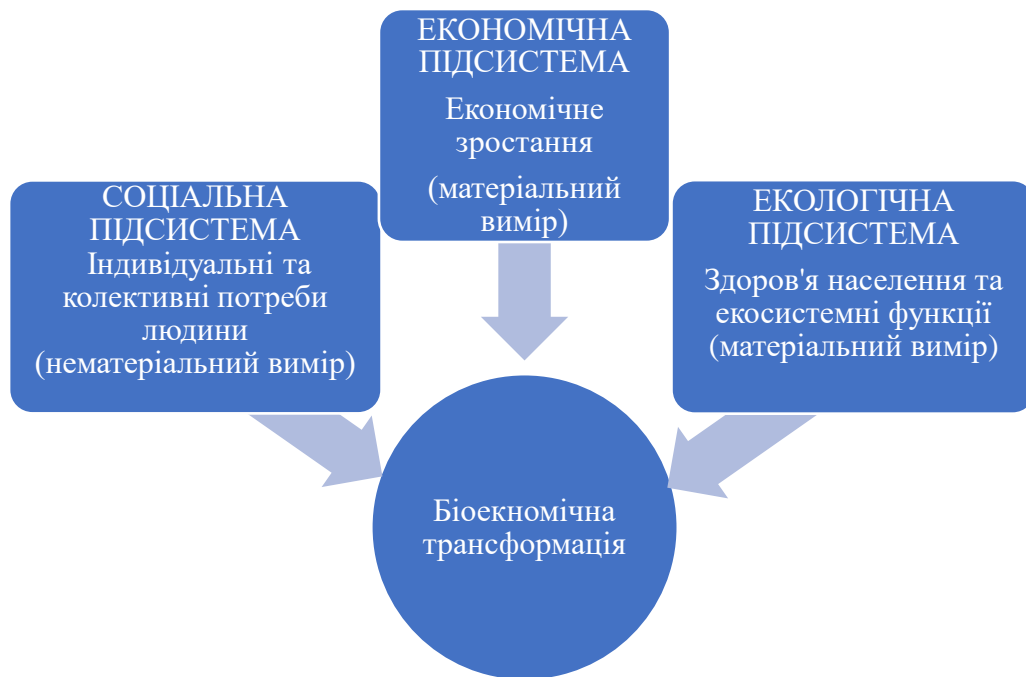 ЕКОНОМІЧНА
ПІДСИСТЕМА
Економічне
зростання
(матеріальний
вимір)
СОЦІАЛЬНА
ПІДСИСТЕМА
Індивідуальні та
колективні потреби
людини
(нематеріальний вимір)
ЕКОЛОГІЧНА
ПІДСИСТЕМА
Здоров'я населення та
екосистемні функції
(матеріальний вимір)
Біоекномічна
трансформація